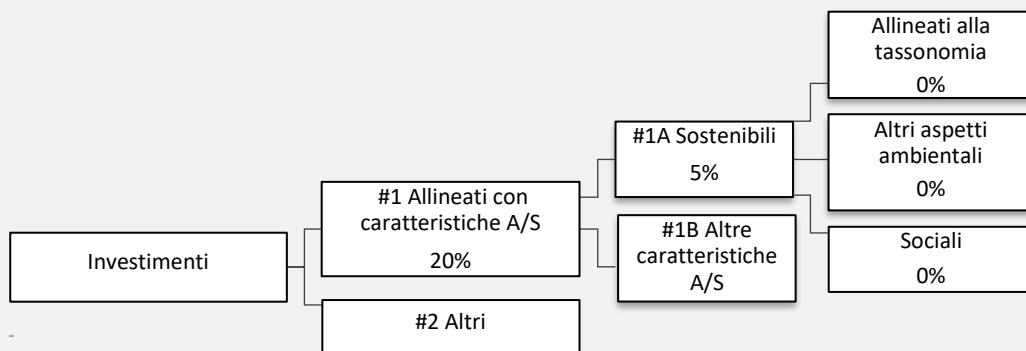 Investimenti
#1 Allineati con
caratteristiche A/S
20%
#2 Altri
#1A Sostenibili
5%
#1B Altre
caratteristiche
A/S
Allineati alla
tassonomia
0%
Altri aspetti
ambientali
0%
Sociali
0%